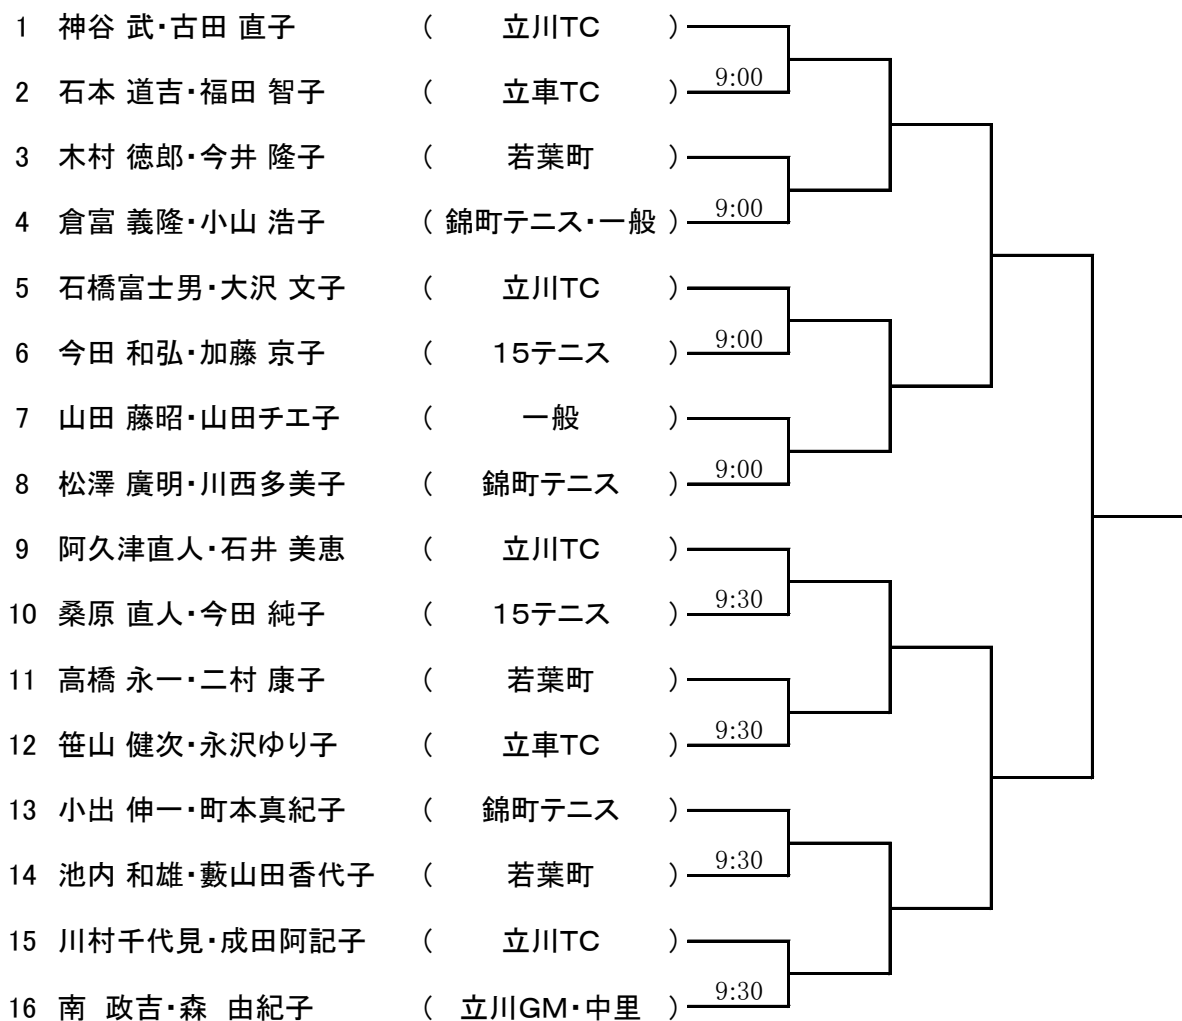 1 神谷 武・古田 直子 ( 立川TC )
9:00
2 石本 道吉・福田 智子 ( 立車TC )
3 木村 徳郎・今井 隆子 ( 若葉町 )
9:00
4 倉富 義隆・小山 浩子 ( 錦町テニス・一般 )
5 石橋富士男・大沢 文子 ( 立川TC )
9:00
6 今田 和弘・加藤 京子 ( 15テニス )
7 山田 藤昭・山田チエ子 ( 一般 )
9:00
8 松澤 廣明・川西多美子 ( 錦町テニス )
9 阿久津直人・石井 美恵 ( 立川TC )
9:30
10 桑原 直人・今田 純子 ( 15テニス )
11 高橋 永一・二村 康子 ( 若葉町 )
9:30
12 笹山 健次・永沢ゆり子 ( 立車TC )
13 小出 伸一・町本真紀子 ( 錦町テニス )
9:30
14 池内 和雄・藪山田香代子 ( 若葉町 )
15 川村千代見・成田阿記子 ( 立川TC )
9:30
16 南 政吉・森 由紀子 ( 立川GM・中里 )